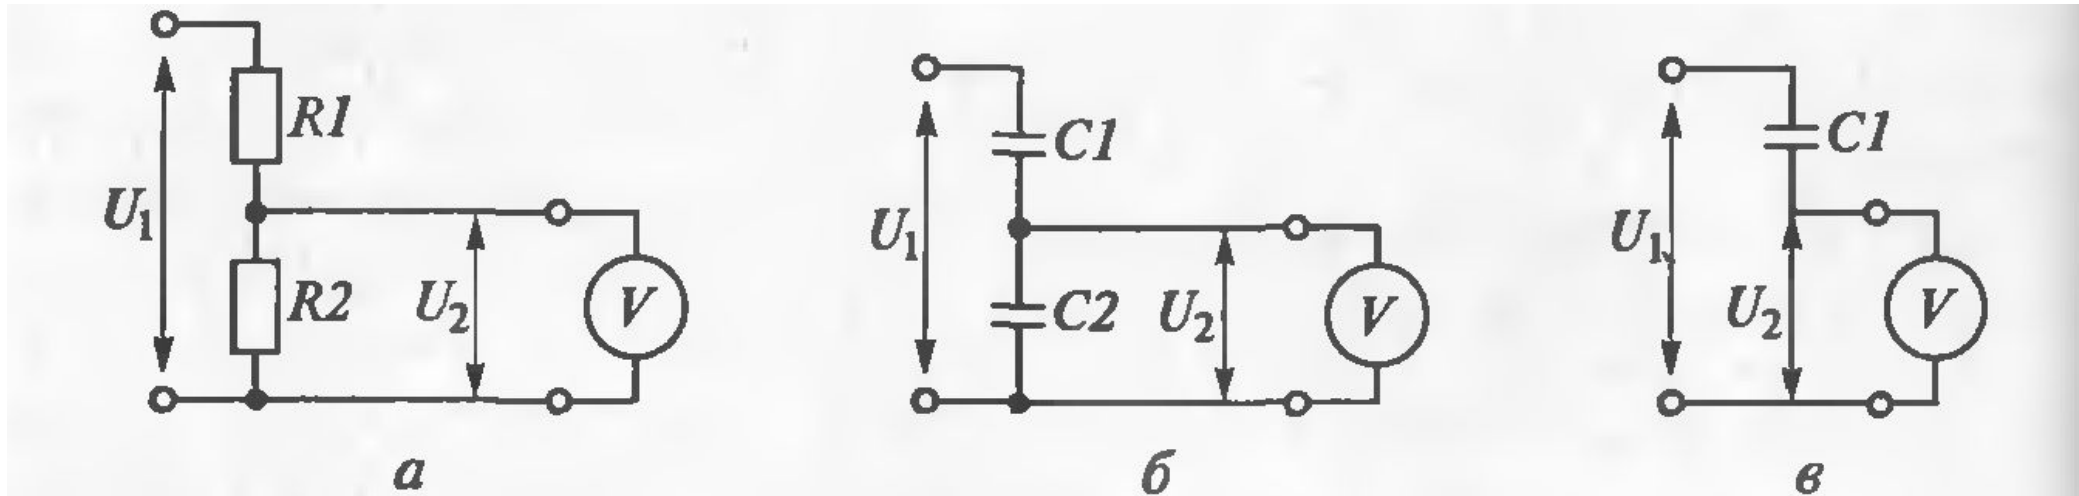 U₁ R1 R2 U₂ V
а
U₁ C1 C2 U₂ V
б
U₁ C1 U₂ V
в